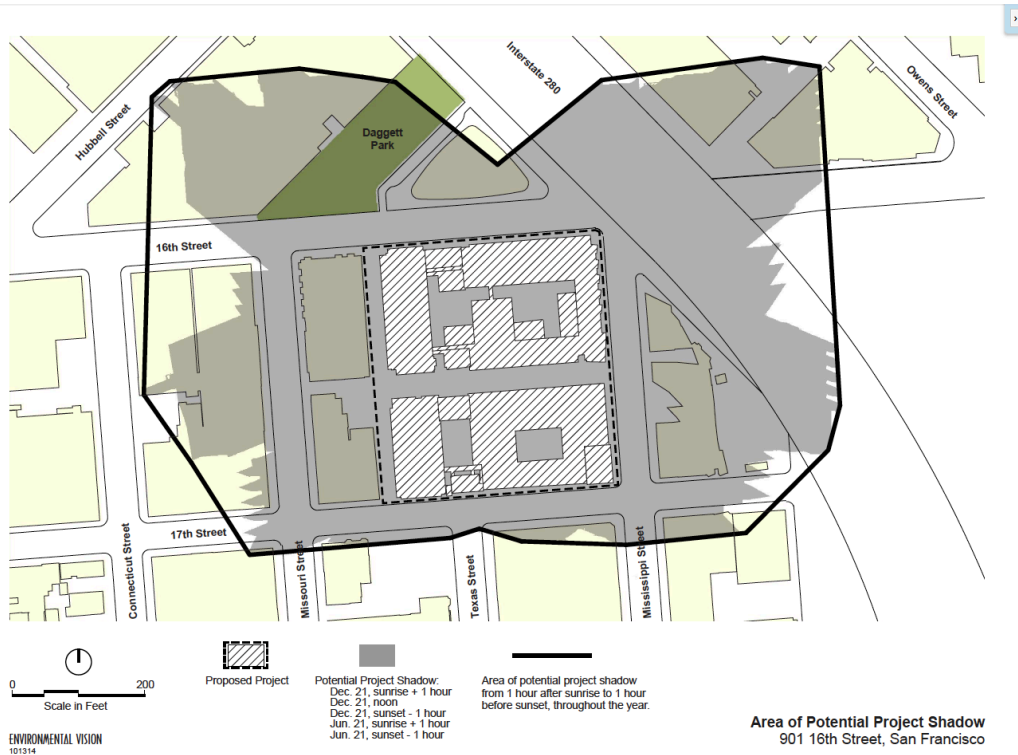 Interstate 280
Owens Street
Hubbell Street
Daggett
Park
16th Street
17th Street
Connecticut Street
Missouri Street
Texas Street
Mississippi Street
0 200
Scale in Feet
Proposed Project
Potential Project Shadow:
Dec. 21, sunrise + 1 hour
Dec. 21, noon
Dec. 21, sunset - 1 hour
Jun. 21, sunrise + 1 hour
Jun. 21, sunset - 1 hour
Area of potential project shadow
from 1 hour after sunrise to 1 hour
before sunset, throughout the year.
ENVIRONMENTAL VISION
101314
Area of Potential Project Shadow
901 16th Street, San Francisco